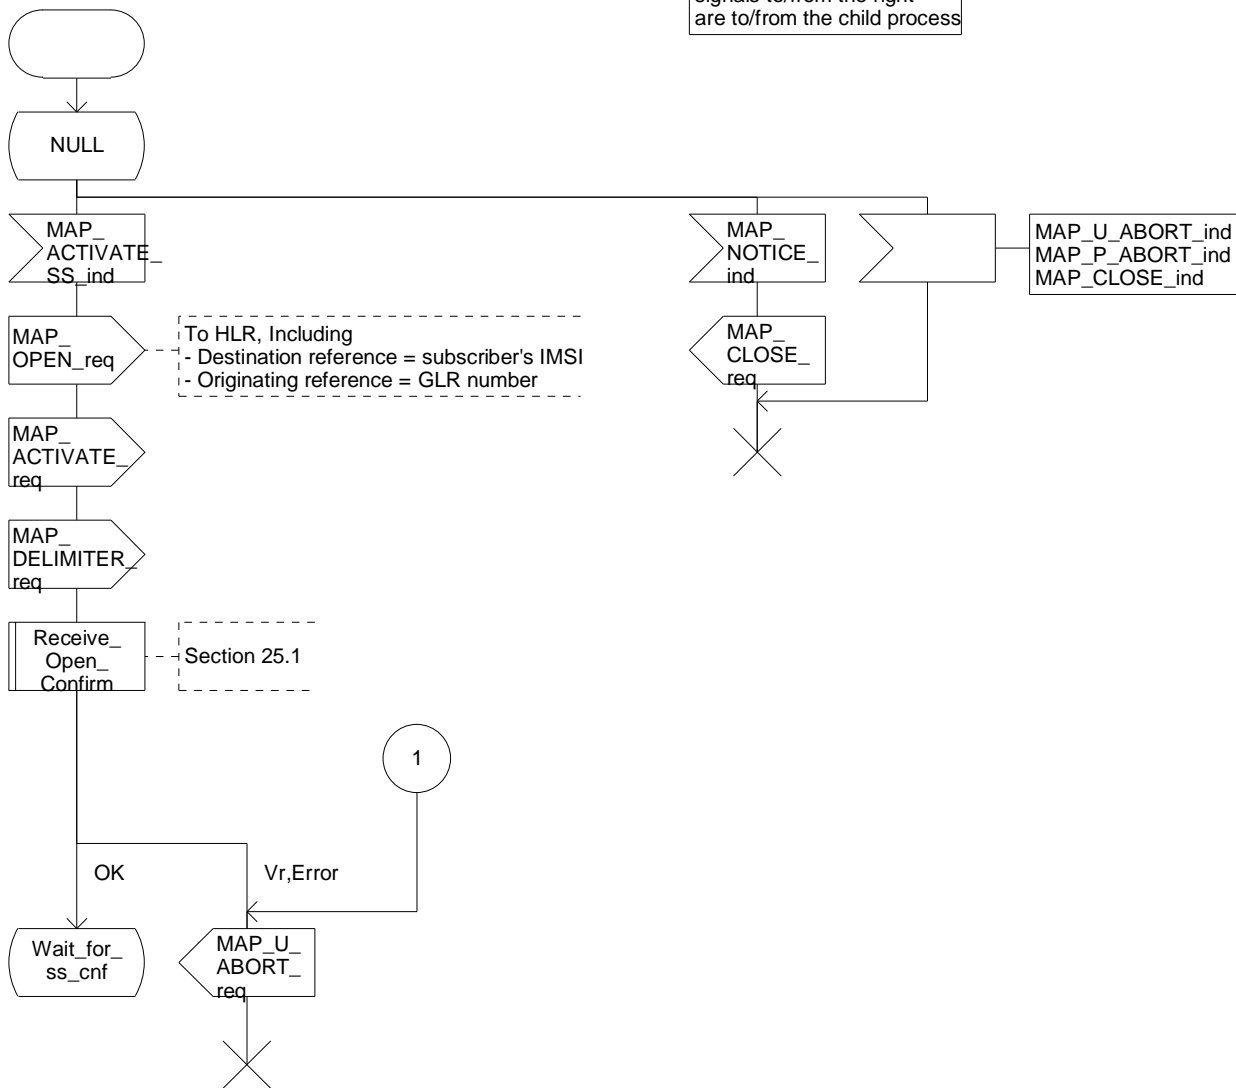 signals to/from the right
are to/from the child process
NULL
MAP_
ACTIVATE_
SS_ind
MAP_
NOTICE_
ind
MAP_U_ABORT_ind
MAP_P_ABORT_ind
MAP_CLOSE_ind
MAP_
OPEN_req
To HLR, Including
- Destination reference = subscriber's IMSI
- Originating reference = GLR number
MAP_
CLOSE_
req
MAP_
ACTIVATE_
req
MAP_
DELIMITER_
req
Receive_
Open_
Confirm
Section 25.1
1
OK
Vr,Error
Wait_for_
ss_cnf
MAP_U_
ABORT_
req